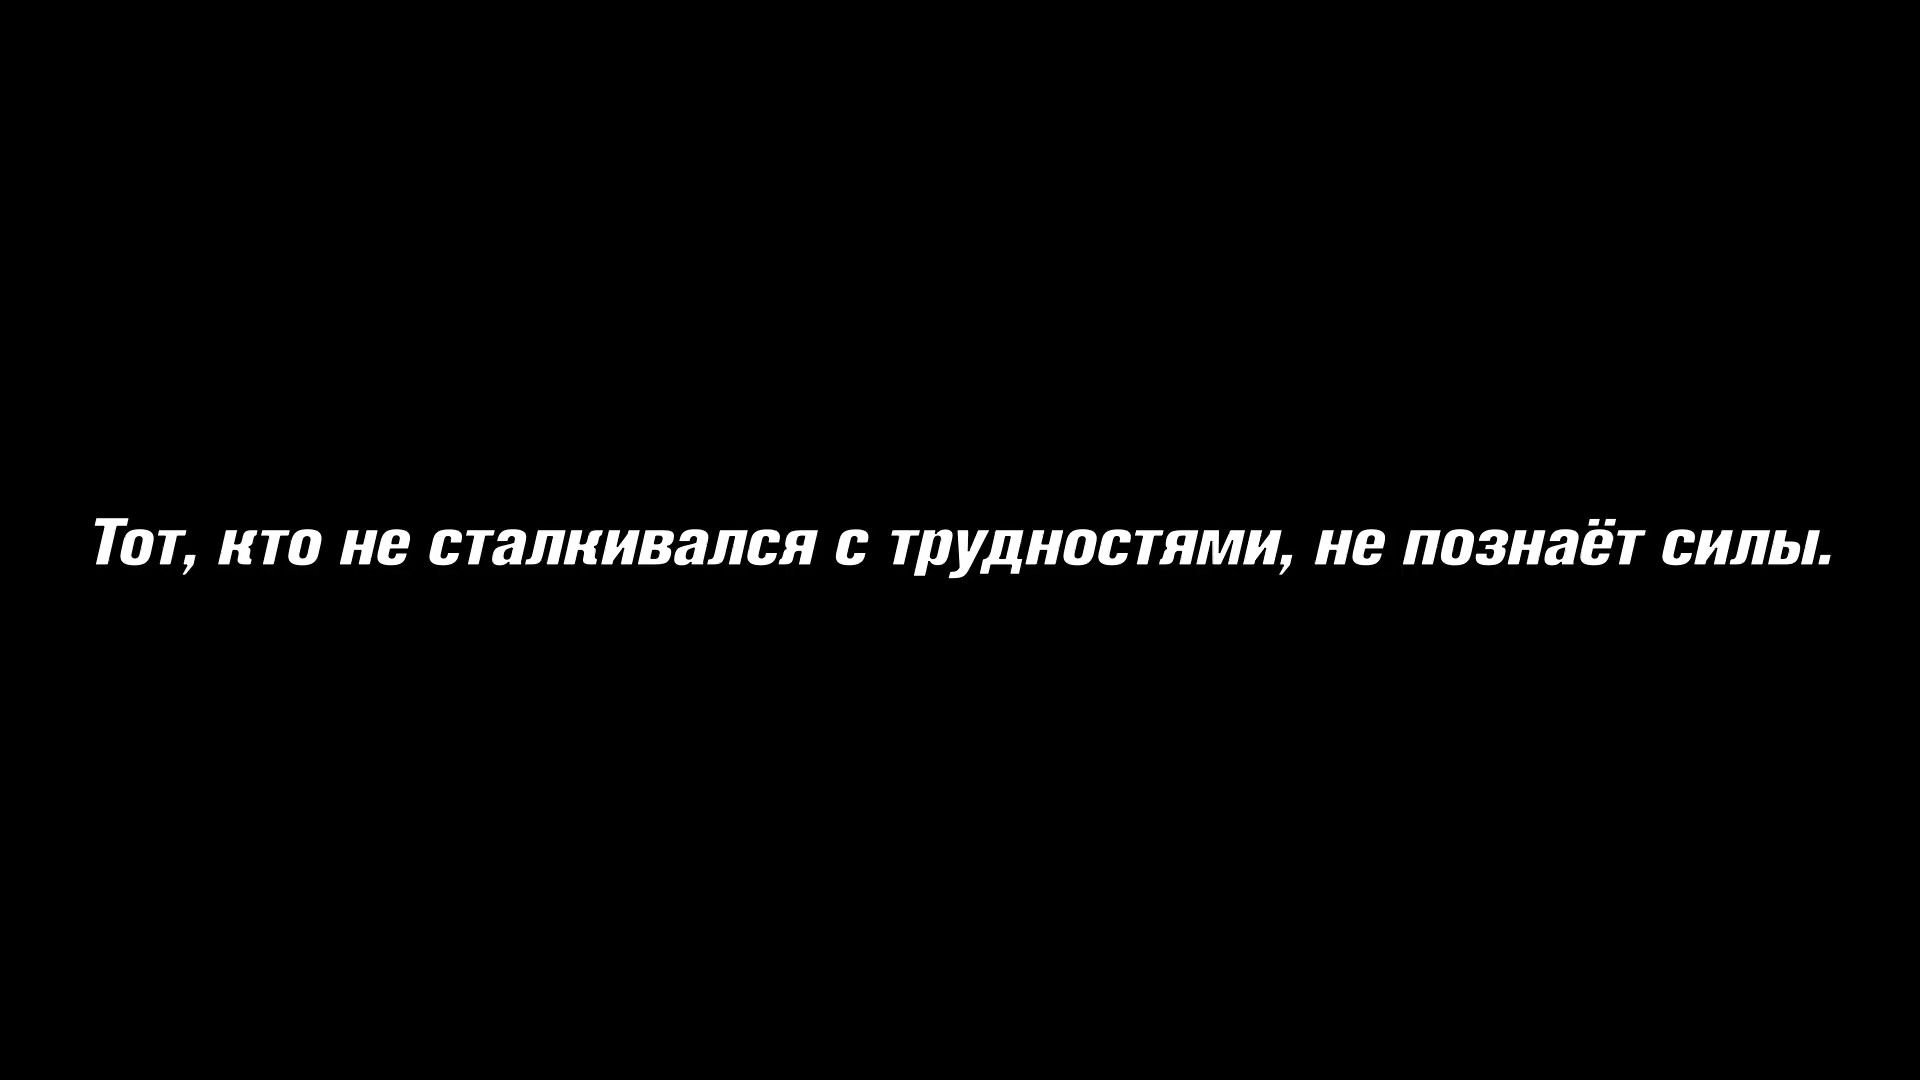 Тот, кто не сталкивался с трудностями, не познаёт силы.